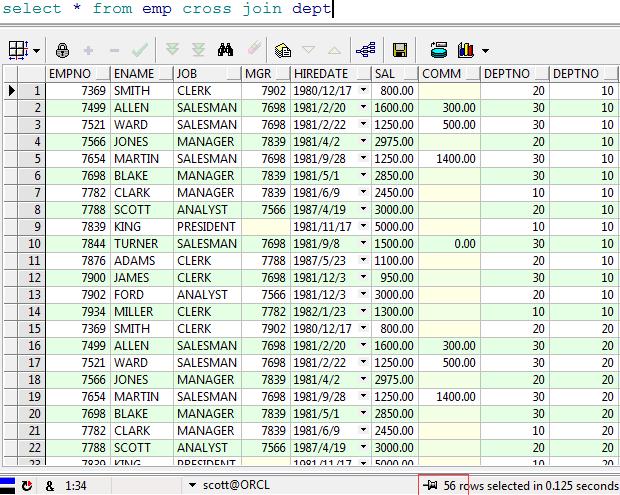 select * from emp cross join dept
EMPNO ENAME JOB MGR HIREDATE SAL COMM DEPTNO DEPTNO
1 7369 SMITH CLERK 7902 1980/12/17 800.00 20 10
2 7499 ALLEN SALESMAN 7698 1981/2/20 1600.00 300.00 30 10
3 7521 WARD SALESMAN 7698 1981/2/22 1250.00 500.00 30 10
4 7566 JONES MANAGER 7839 1981/4/2 2975.00 20 10
5 7654 MARTIN SALESMAN 7698 1981/9/28 1250.00 1400.00 30 10
6 7698 BLAKE MANAGER 7839 1981/5/1 2850.00 30 10
7 7782 CLARK MANAGER 7839 1981/6/9 2450.00 10 10
8 7788 SCOTT ANALYST 7566 1987/4/19 3000.00 20 10
9 7839 KING PRESIDENT 1981/11/17 5000.00 10 10
10 7844 TURNER SALESMAN 7698 1981/9/8 1500.00 0.00 30 10
11 7876 ADAMS CLERK 7788 1987/5/23 1100.00 20 10
12 7900 JAMES CLERK 7698 1981/12/3 950.00 30 10
13 7902 FORD ANALYST 7566 1981/12/3 3000.00 20 10
14 7934 MILLER CLERK 7782 1982/1/23 1300.00 10 10
15 7369 SMITH CLERK 7902 1980/12/17 800.00 20 20
16 7499 ALLEN SALESMAN 7698 1981/2/20 1600.00 300.00 30 20
17 7521 WARD SALESMAN 7698 1981/2/22 1250.00 500.00 30 20
18 7566 JONES MANAGER 7839 1981/4/2 2975.00 20 20
19 7654 MARTIN SALESMAN 7698 1981/9/28 1250.00 1400.00 30 20
20 7698 BLAKE MANAGER 7839 1981/5/1 2850.00 30 20
21 7782 CLARK MANAGER 7839 1981/6/9 2450.00 10 20
22 7788 SCOTT ANALYST 7566 1987/4/19 3000.00 20 20
23 7839 KING PRESIDENT 1981/11/17 5000.00 10 20
& 1:34 scott@ORCL 56 rows selected in 0.125 seconds